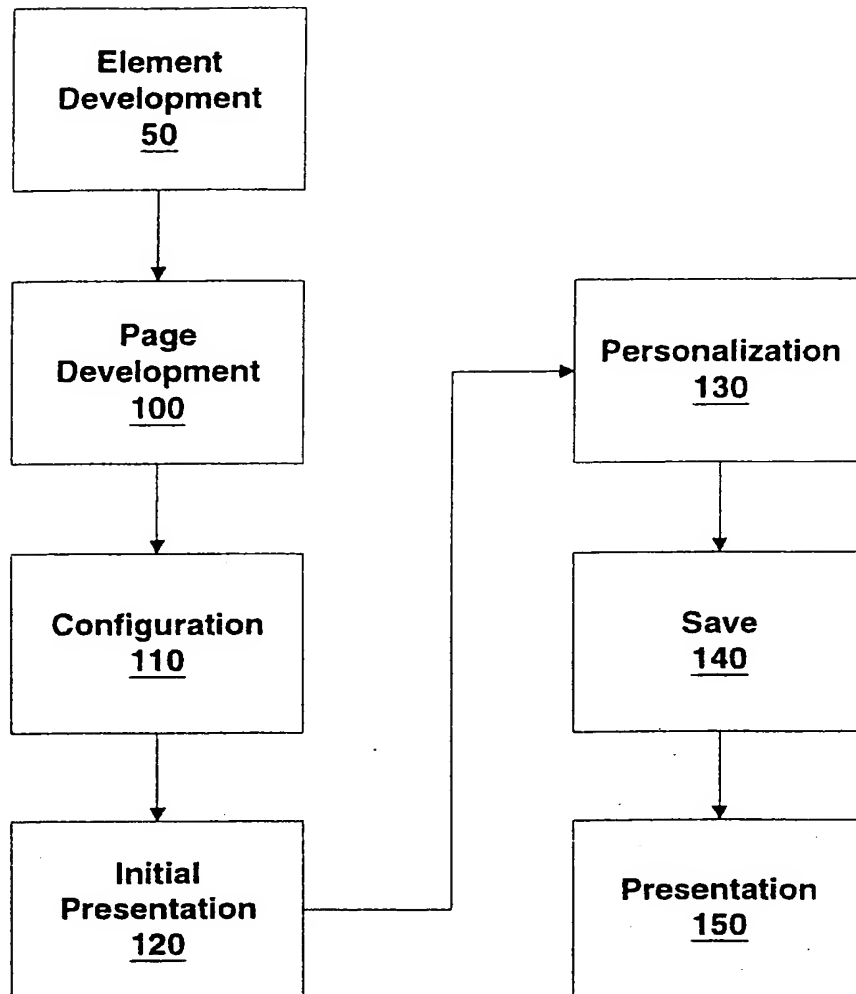 Element
Development
50
Page
Development
100
Configuration
110
Initial
Presentation
120
Personalization
130
Save
140
Presentation
150